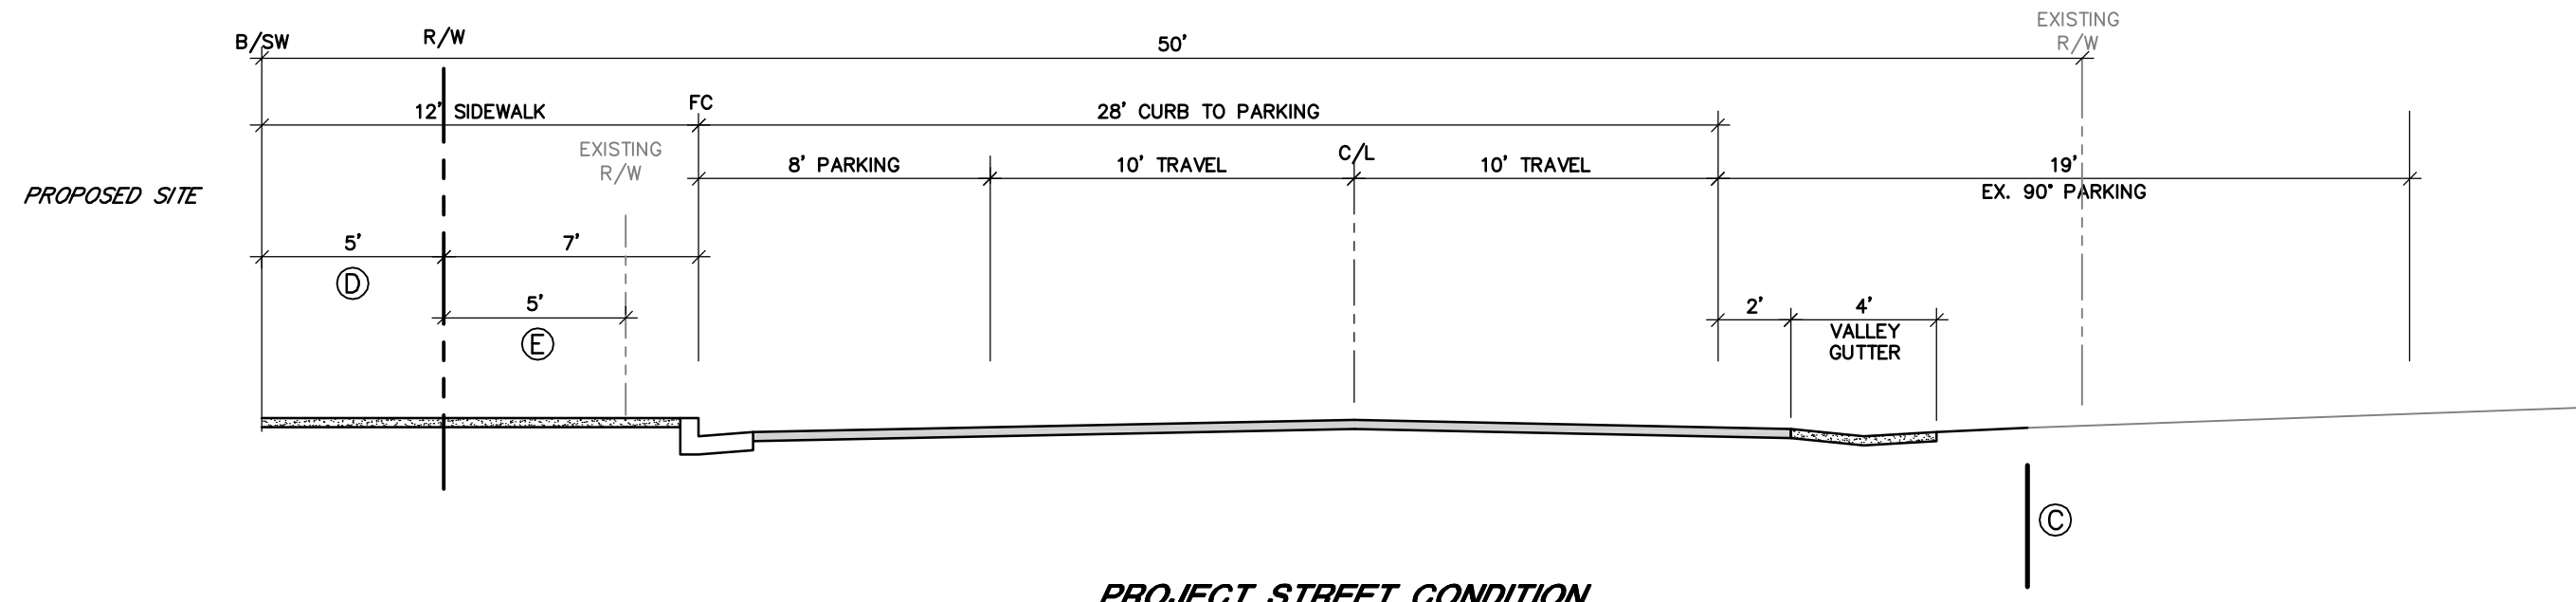 EXISTING
R/W
B/SW
R/W
50'
FC
12' SIDEWALK
28' CURB TO PARKING
EXISTING
R/W
C/L
8' PARKING
10' TRAVEL
10' TRAVEL
19'
EX. 90° PARKING
PROPOSED SITE
5'
7'
D
5'
E
2'
4'
VALLEY
GUTTER
C
PROJECT STREET CONDITION